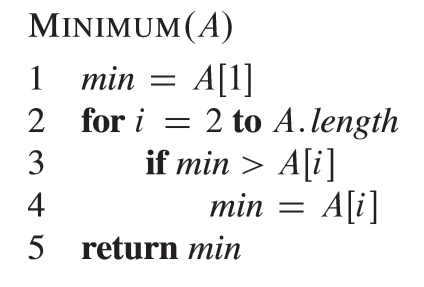 MINIMUM(A)
1 min = A[1]
2 for i = 2 to A.length
3 if min > A[i]
4 min = A[i]
5 return min